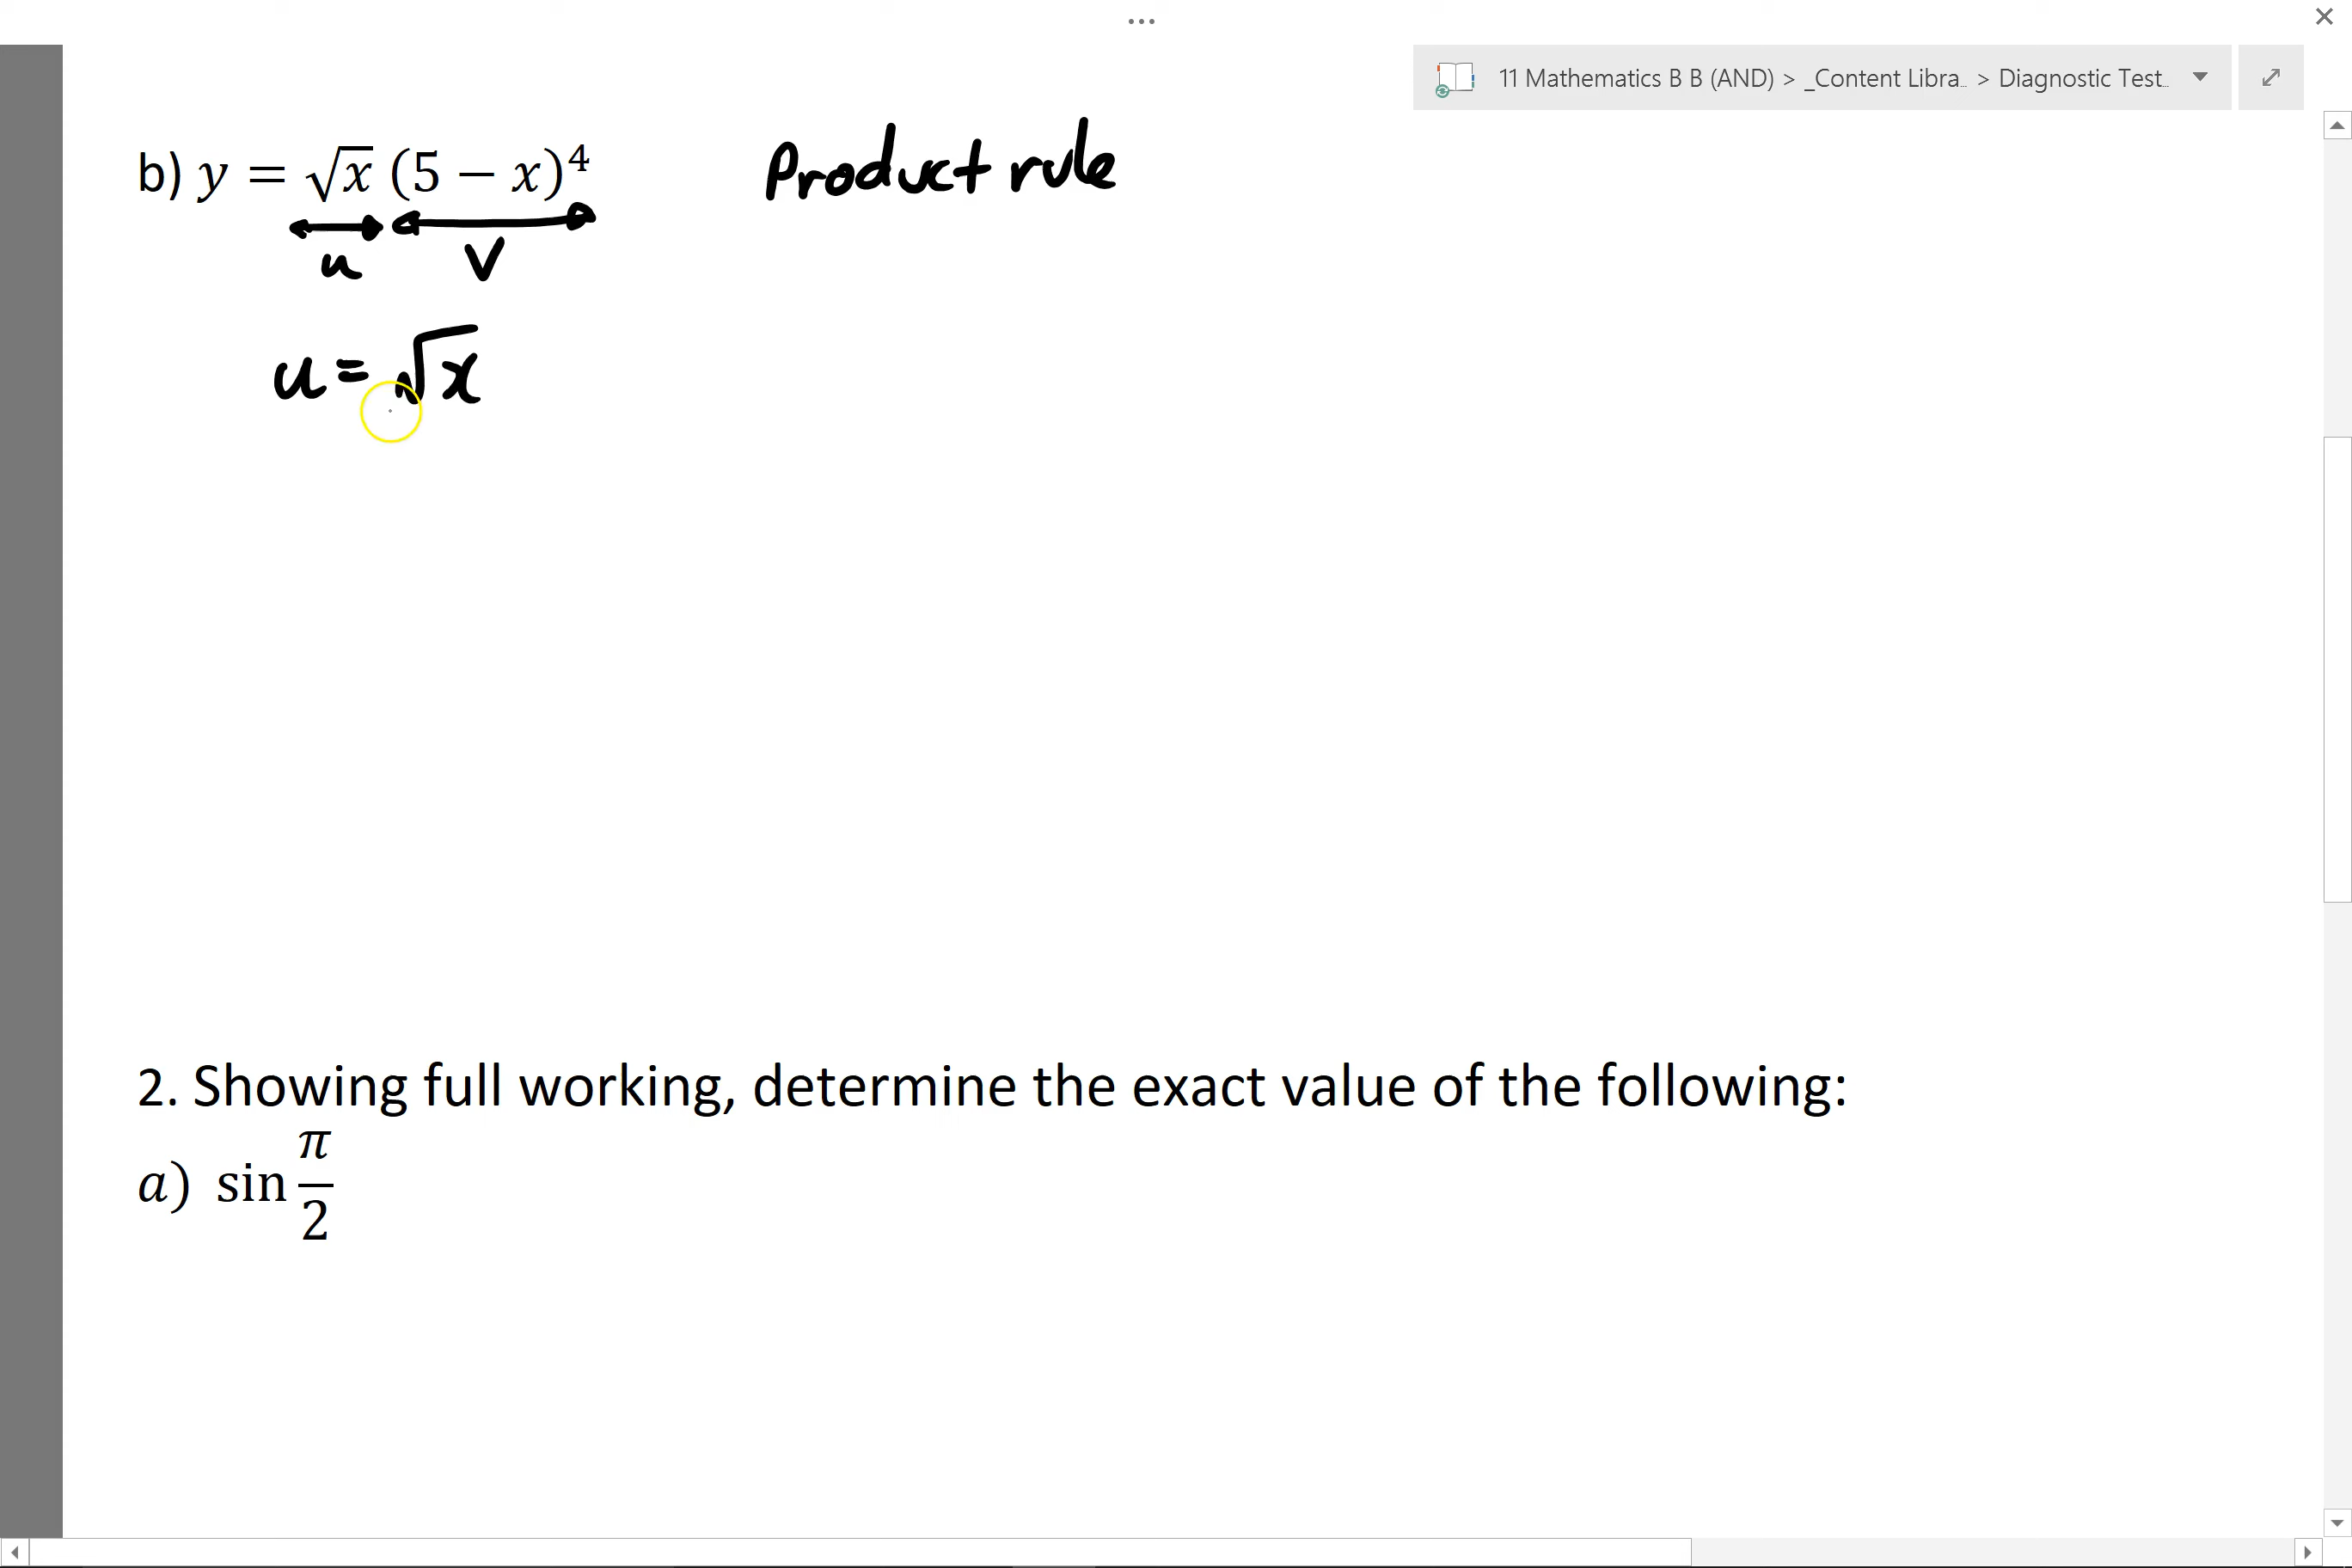 11 Mathematics B B (AND) > _Content Libra... > Diagnostic Test...
b) y = √x (5 − x)⁴ Product rule
u v
u = √x
2. Showing full working, determine the exact value of the following:
a) sin π/2